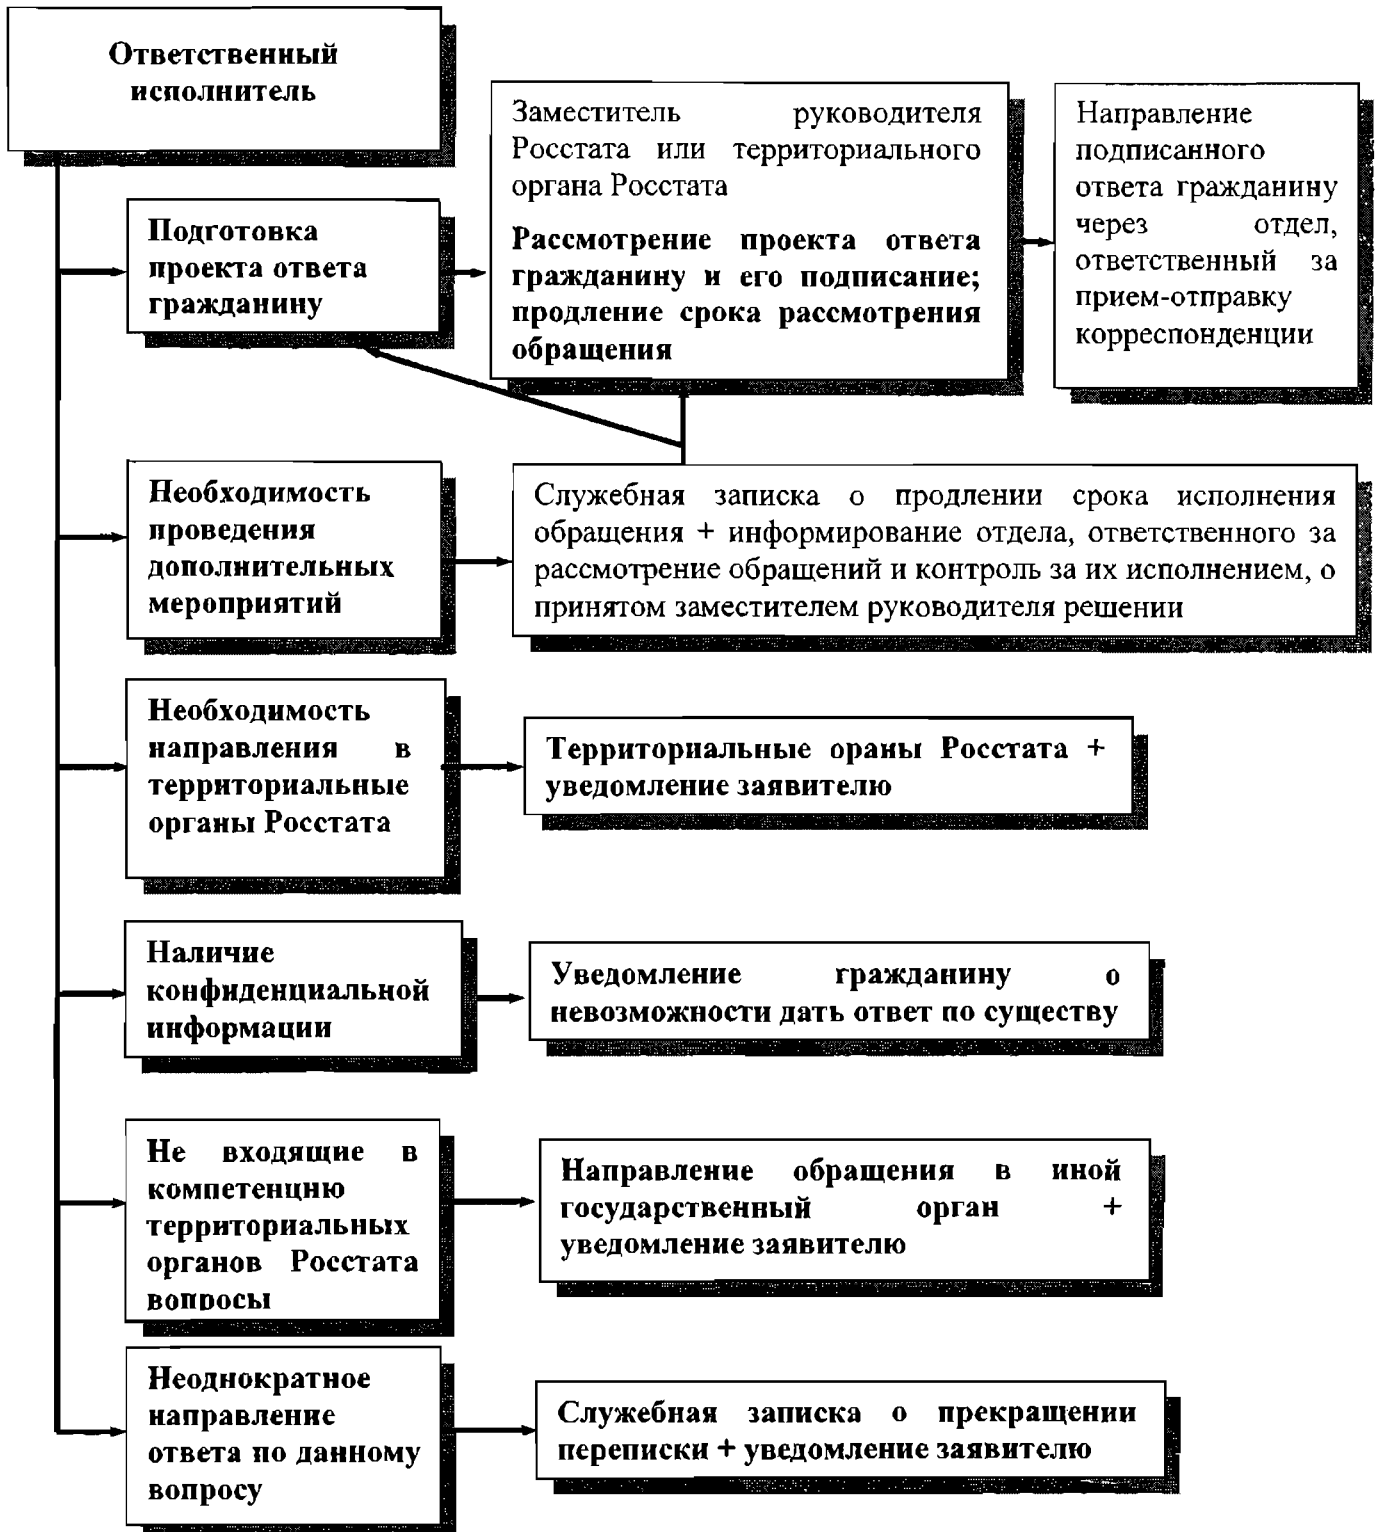 Ответственный
исполнитель
Заместитель руководителя
Росстата или территориального
органа Росстата
Рассмотрение проекта ответа
гражданину и его подписание;
продление срока рассмотрения
обращения
Направление
подписанного
ответа гражданину
через отдел,
ответственный за
прием-отправку
корреспонденции
Подготовка
проекта ответа
гражданину
Необходимость
проведения
дополнительных
мероприятий
Служебная записка о продлении срока исполнения
обращения + информирование отдела, ответственного за
рассмотрение обращений и контроль за их исполнением, о
принятом заместителем руководителя решении
Необходимость
направления в
территориальные
органы Росстата
Территориальные ораны Росстата +
уведомление заявителю
Наличие
конфиденциальной
информации
Уведомление гражданину о
невозможности дать ответ по существу
Не входящие в
компетенцию
территориальных
органов Росстата
вопросы
Направление обращения в иной
государственный орган +
уведомление заявителю
Неоднократное
направление
ответа по данному
вопросу
Служебная записка о прекращении
переписки + уведомление заявителю